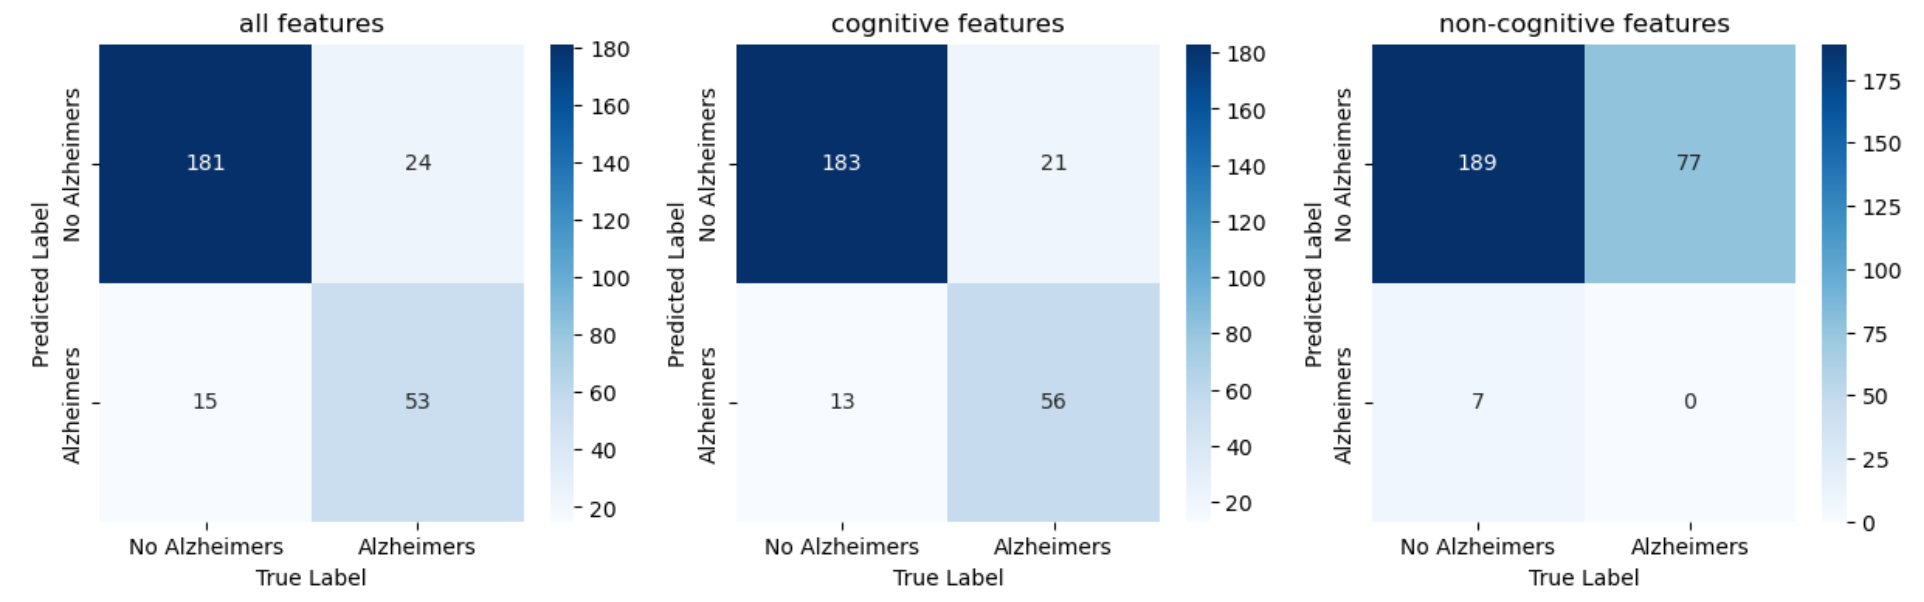 all features
Predicted Label
No Alzheimers
Alzheimers
181
24
15
53
No Alzheimers
Alzheimers
True Label
180
160
140
120
100
80
60
40
20
cognitive features
Predicted Label
No Alzheimers
Alzheimers
183
21
13
56
No Alzheimers
Alzheimers
True Label
180
160
140
120
100
80
60
40
20
non-cognitive features
Predicted Label
No Alzheimers
Alzheimers
189
77
7
0
No Alzheimers
Alzheimers
True Label
175
150
125
100
75
50
25
0